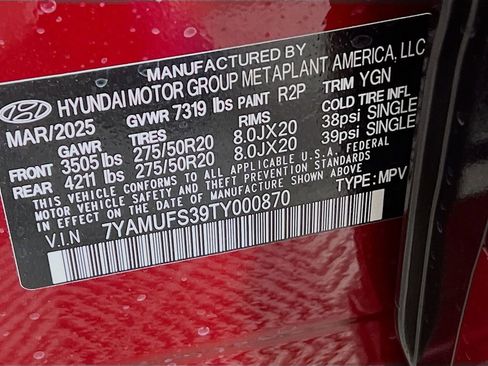 MANUFACTURED BY
HYUNDAI MOTOR GROUP METAPLANT AMERICA, LLC
MAR/2025 GVWR 7319 lbs PAINT R2P TRIM YGN
GAWR TIRES RIMS COLD TIRE INFL
FRONT 3505 lbs 275/50R20 8.0JX20 38psi SINGLE
REAR 4211 lbs 275/50R20 8.0JX20 39psi SINGLE
THIS VEHICLE CONFORMS TO ALL APPLICABLE U.S.A. FEDERAL
MOTOR VEHICLE SAFETY AND THEFT PREVENTION STANDARDS
IN EFFECT ON THE DATE OF MANUFACTURE SHOWN ABOVE.
V.I.N 7YAMUFS39TY000870 TYPE : MPV